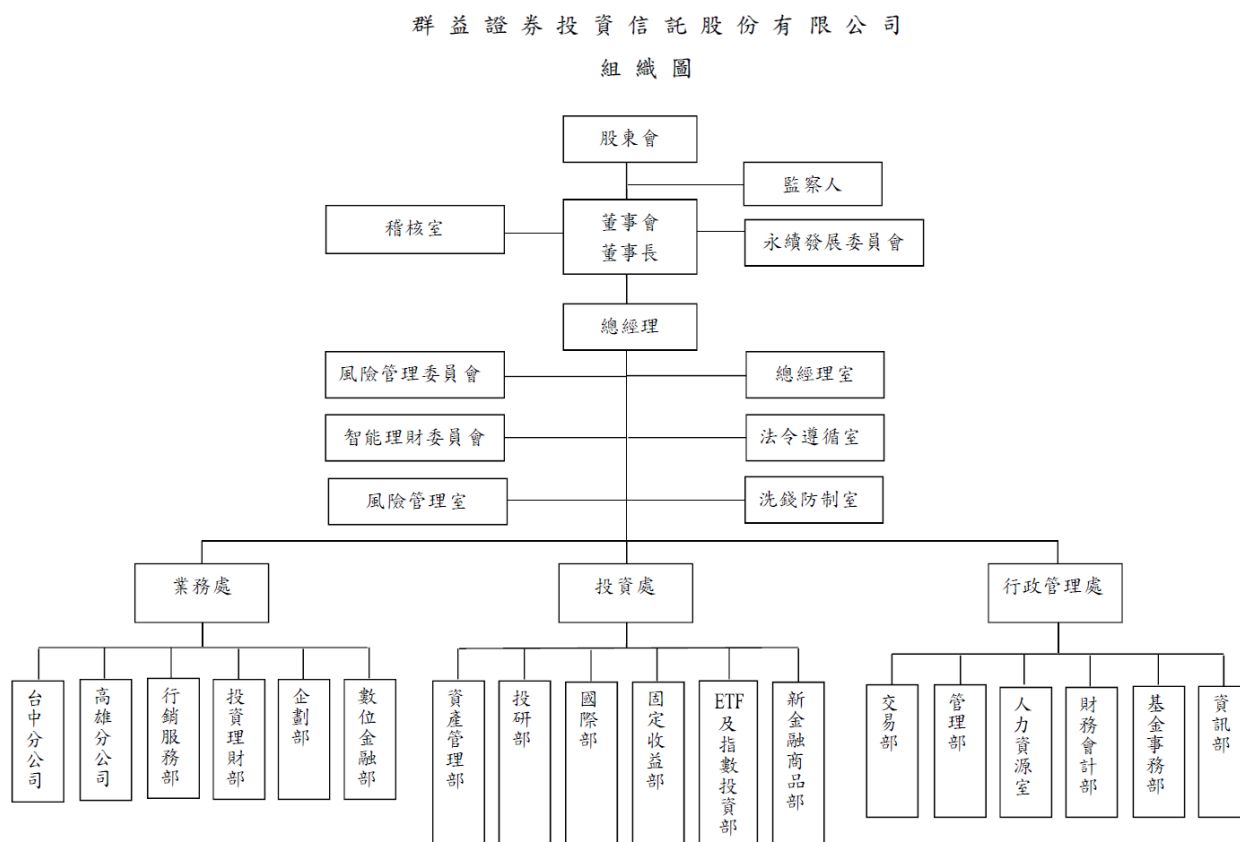 群益證券投資信託股份有限公司
組織圖
股東會
監察人
稽核室
董事會
董事長
永續發展委員會
總經理
風險管理委員會
總經理室
智能理財委員會
法令遵循室
風險管理室
洗錢防制室
業務處
投資處
行政管理處
台中分公司
高雄分公司
行銷服務部
投資理財部
企劃部
數位金融部
資產管理部
投研部
國際部
固定收益部
ETF及指數投資部
新金融商品部
交易部
管理部
人力資源室
財務會計部
基金事務部
資訊部